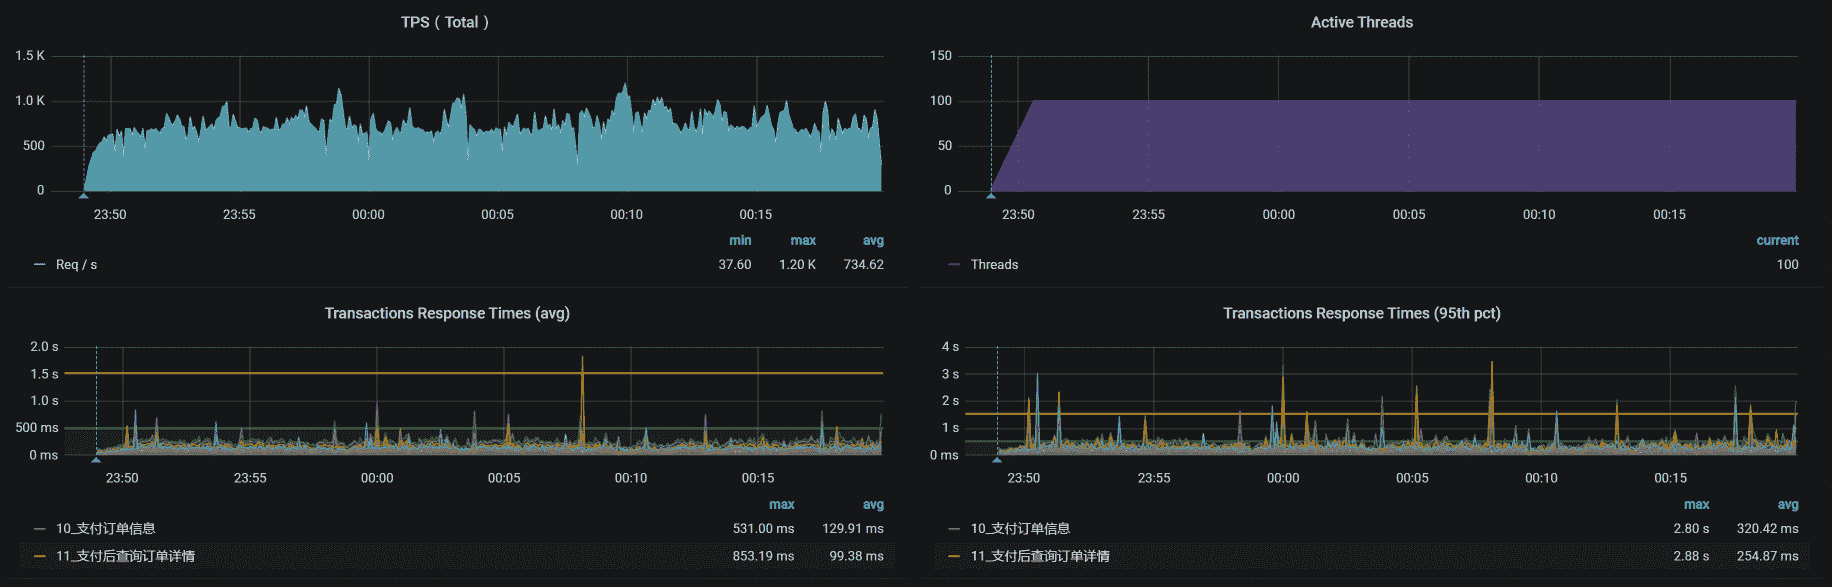 TPS ( Total )
1.5 K
1.0 K
500
0
23:50 23:55 00:00 00:05 00:10 00:15
min max avg
Req / s 37.60 1.20 K 734.62
Active Threads
150
100
50
0
23:50 23:55 00:00 00:05 00:10 00:15
current
Threads 100
Transactions Response Times (avg)
2.0 s
1.5 s
1.0 s
500 ms
0 ms
23:50 23:55 00:00 00:05 00:10 00:15
max avg
10_支付订单信息 531.00 ms 129.91 ms
11_支付后查询订单详情 853.19 ms 99.38 ms
Transactions Response Times (95th pct)
4 s
3 s
2 s
1 s
0 ms
23:50 23:55 00:00 00:05 00:10 00:15
max avg
10_支付订单信息 2.80 s 320.42 ms
11_支付后查询订单详情 2.88 s 254.87 ms